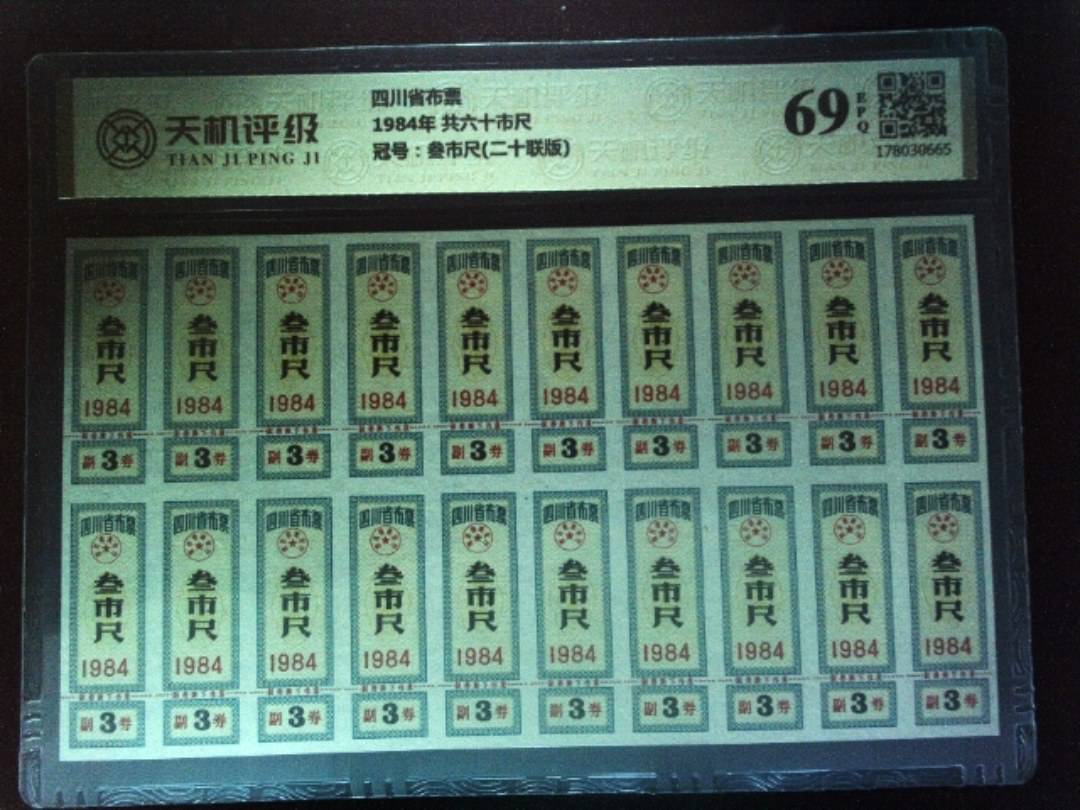 天机评级
TIAN JI PING JI
四川省布票
1984年 共六十市尺
冠号：叁市尺(二十联版)
69
EPQ
178030665
四川省布票 四川省布票 四川省布票 四川省布票 四川省布票 四川省布票 四川省布票 四川省布票 四川省布票 四川省布票
叁市尺 叁市尺 叁市尺 叁市尺 叁市尺 叁市尺 叁市尺 叁市尺 叁市尺 叁市尺
1984 1984 1984 1984 1984 1984 1984 1984 1984 1984
副3券 副3券 副3券 副3券 副3券 副3券 副3券 副3券 副3券 副3券
四川省布票 四川省布票 四川省布票 四川省布票 四川省布票 四川省布票 四川省布票 四川省布票 四川省布票 四川省布票
叁市尺 叁市尺 叁市尺 叁市尺 叁市尺 叁市尺 叁市尺 叁市尺 叁市尺 叁市尺
1984 1984 1984 1984 1984 1984 1984 1984 1984 1984
副3券 副3券 副3券 副3券 副3券 副3券 副3券 副3券 副3券 副3券